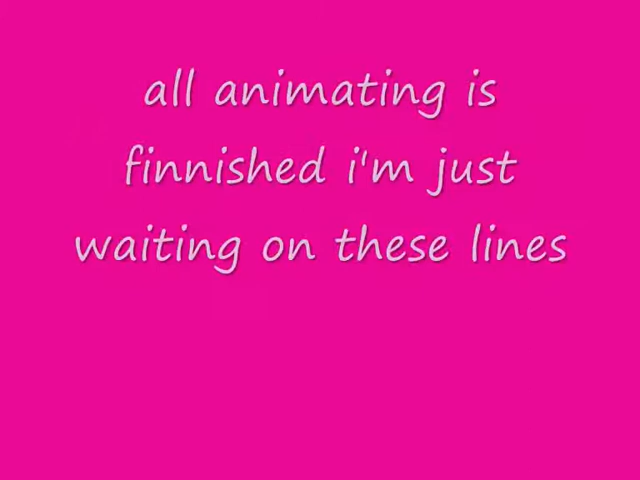 all animating is
finnished i'm just
waiting on these lines